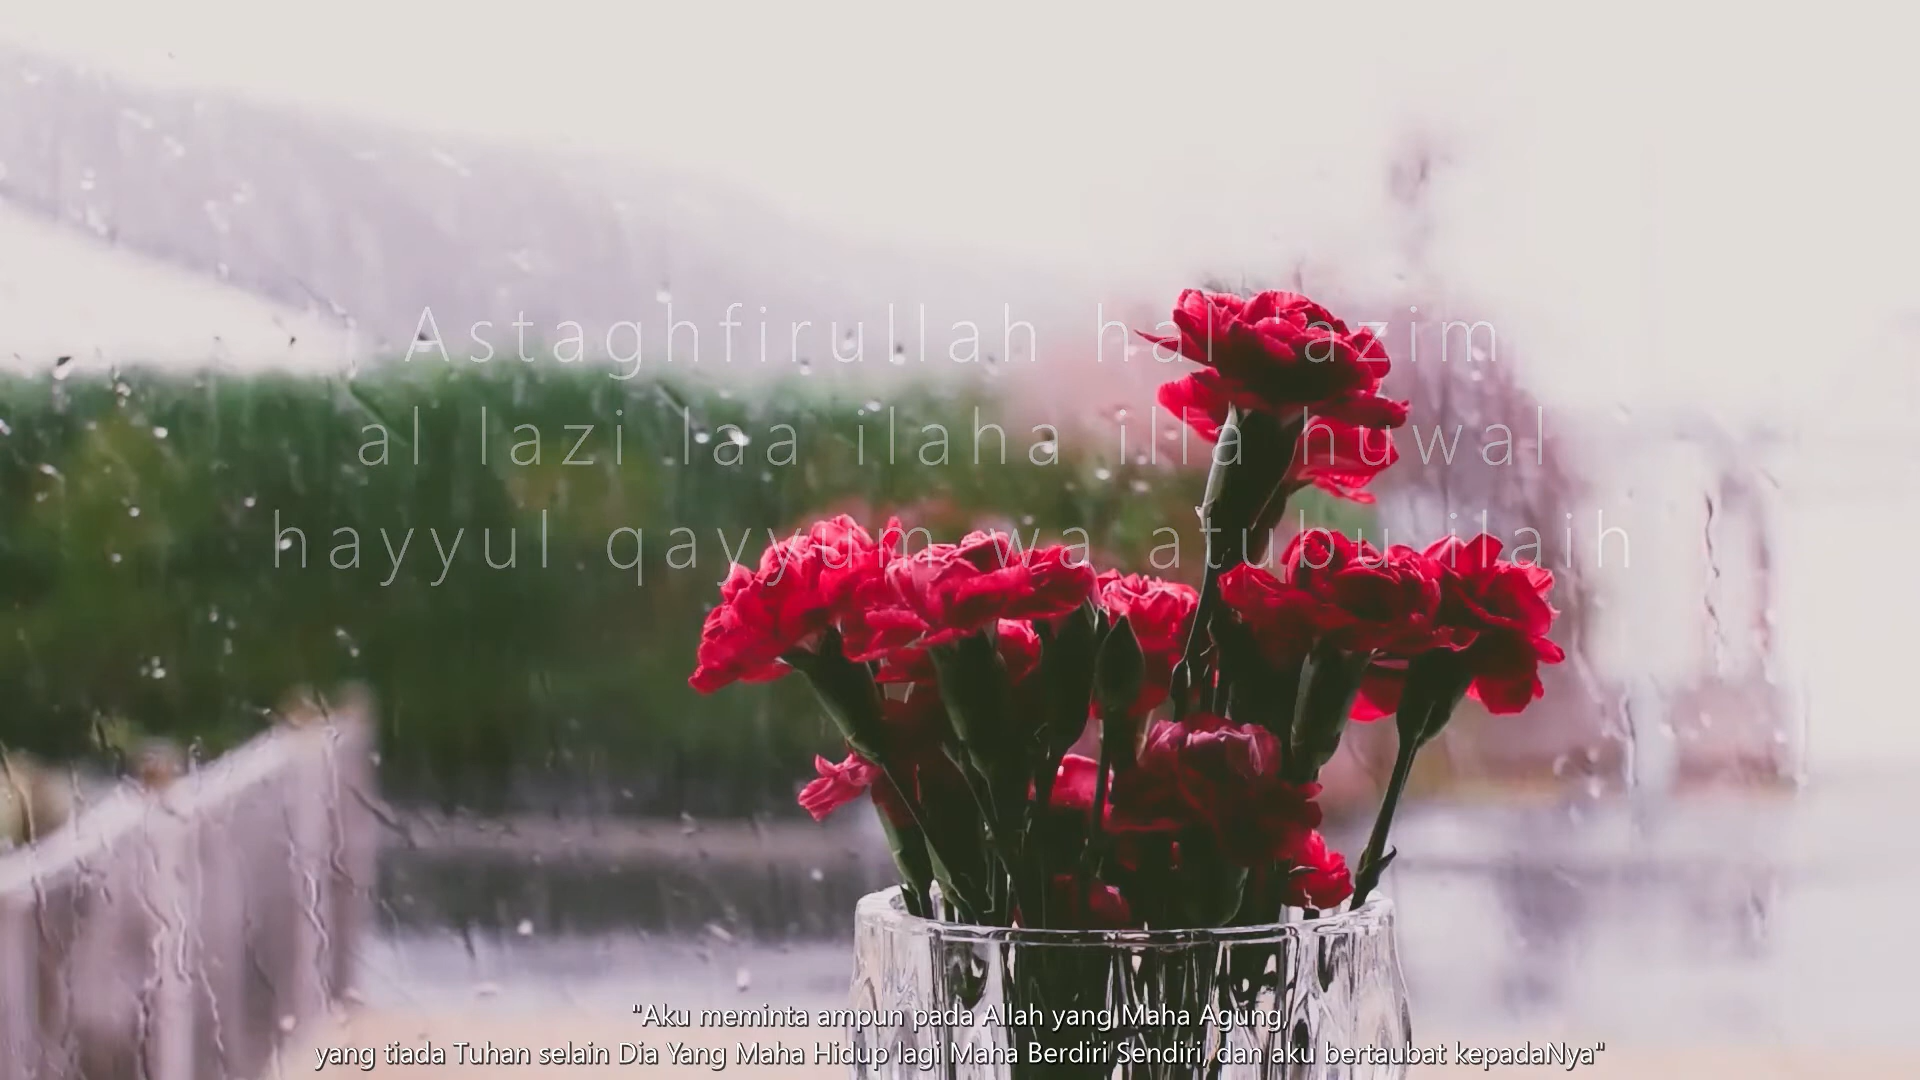 Astaghfirullah hal 'azim
al lazi laa ilaha illa huwal
hayyul qayyum wa atubu ilaih
"Aku meminta ampun pada Allah yang Maha Agung,
yang tiada Tuhan selain Dia Yang Maha Hidup lagi Maha Berdiri Sendiri, dan aku bertaubat kepadaNya"